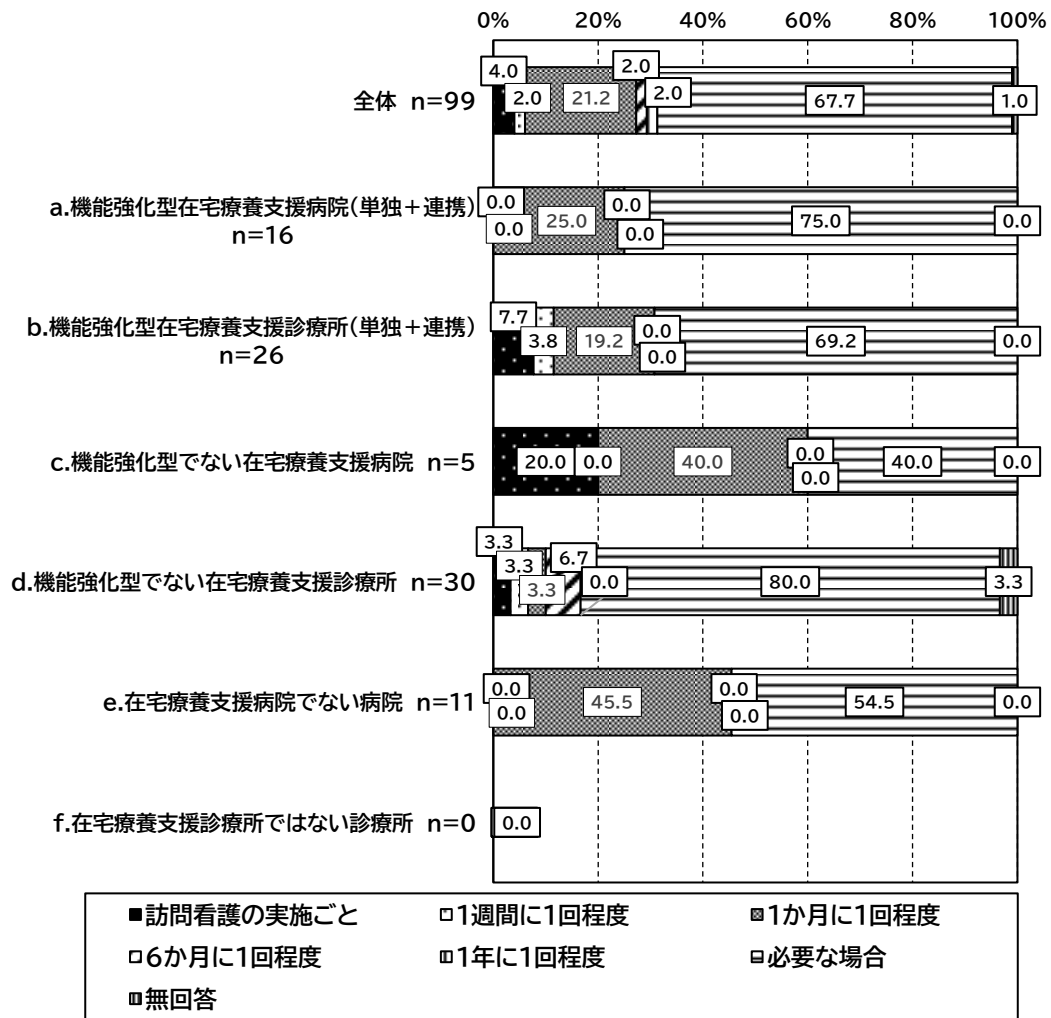 0% 20% 40% 60% 80% 100%
全体 n=99
4.0 2.0 21.2 2.0 2.0 67.7 1.0
a.機能強化型在宅療養支援病院(単独+連携)
n=16
0.0 0.0 25.0 0.0 0.0 75.0 0.0
b.機能強化型在宅療養支援診療所(単独+連携)
n=26
7.7 3.8 19.2 0.0 0.0 69.2 0.0
c.機能強化型でない在宅療養支援病院 n=5
20.0 0.0 40.0 0.0 0.0 40.0 0.0
d.機能強化型でない在宅療養支援診療所 n=30
3.3 3.3 3.3 6.7 0.0 80.0 3.3
e.在宅療養支援病院でない病院 n=11
0.0 0.0 45.5 0.0 0.0 54.5 0.0
f.在宅療養支援診療所ではない診療所 n=0
0.0
訪問看護の実施ごと 1週間に1回程度 1か月に1回程度
6か月に1回程度 1年に1回程度 必要な場合
無回答